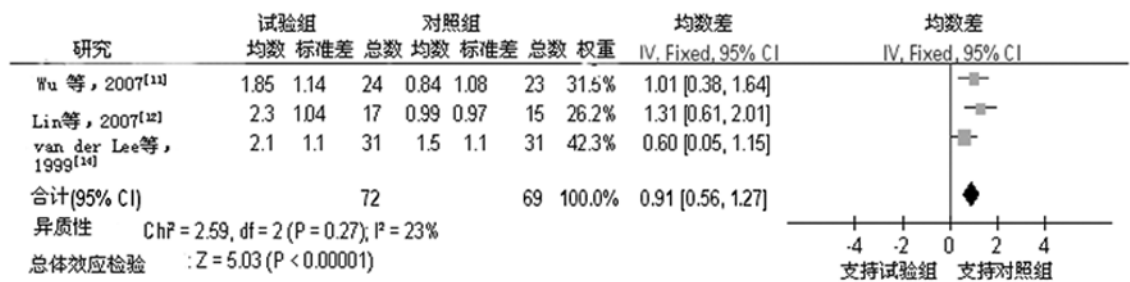 试验组 对照组 均数差 均数差
研究 均数 标准差 总数 均数 标准差 总数 权重 IV, Fixed, 95% CI IV, Fixed, 95% CI
Wu 等，2007[11] 1.85 1.14 24 0.84 1.08 23 31.5% 1.01 [0.38, 1.64]
Lin等，2007[12] 2.3 1.04 17 0.99 0.97 15 26.2% 1.31 [0.61, 2.01]
van der Lee等， 2.1 1.1 31 1.5 1.1 31 42.3% 0.60 [0.05, 1.15]
1999[14]
合计(95% CI) 72 69 100.0% 0.91 [0.56, 1.27]
异质性 Chi² = 2.59, df = 2 (P = 0.27); I² = 23%
总体效应检验 : Z = 5.03 (P < 0.00001)
-4 -2 0 2 4
支持试验组 支持对照组